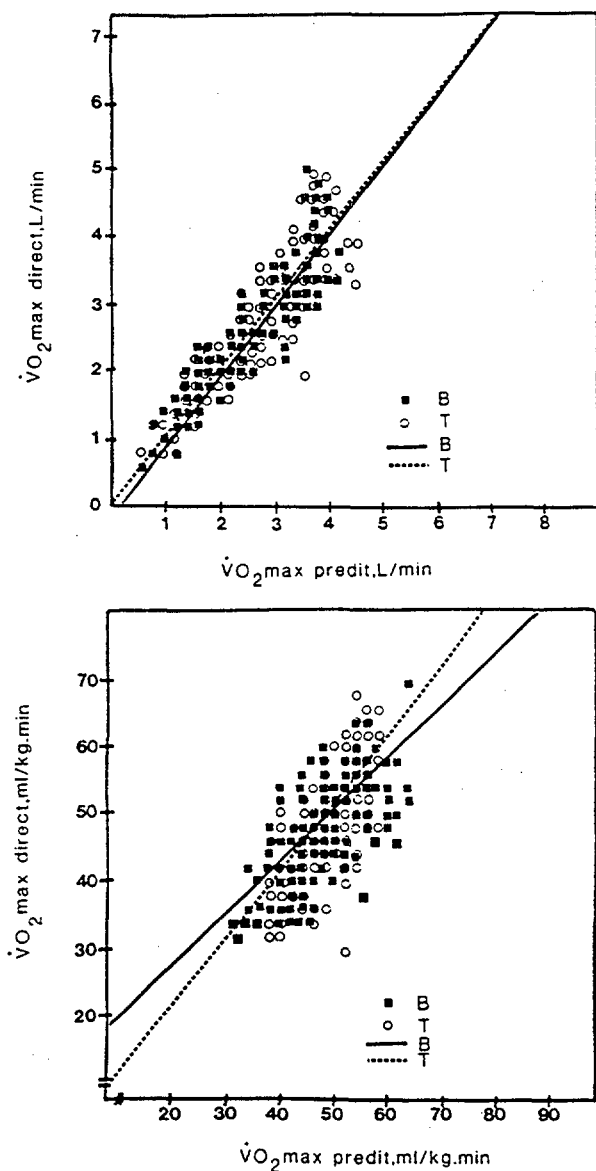 7
6
5
4
3
2
1
0
V̇O2max direct,L/min
B
T
B
T
1 2 3 4 5 6 7 8
V̇O2max predit,L/min
70
60
50
40
30
20
V̇O2max direct,ml/kg.min
B
T
B
T
20 30 40 50 60 70 80 90
V̇O2max predit,ml/kg.min